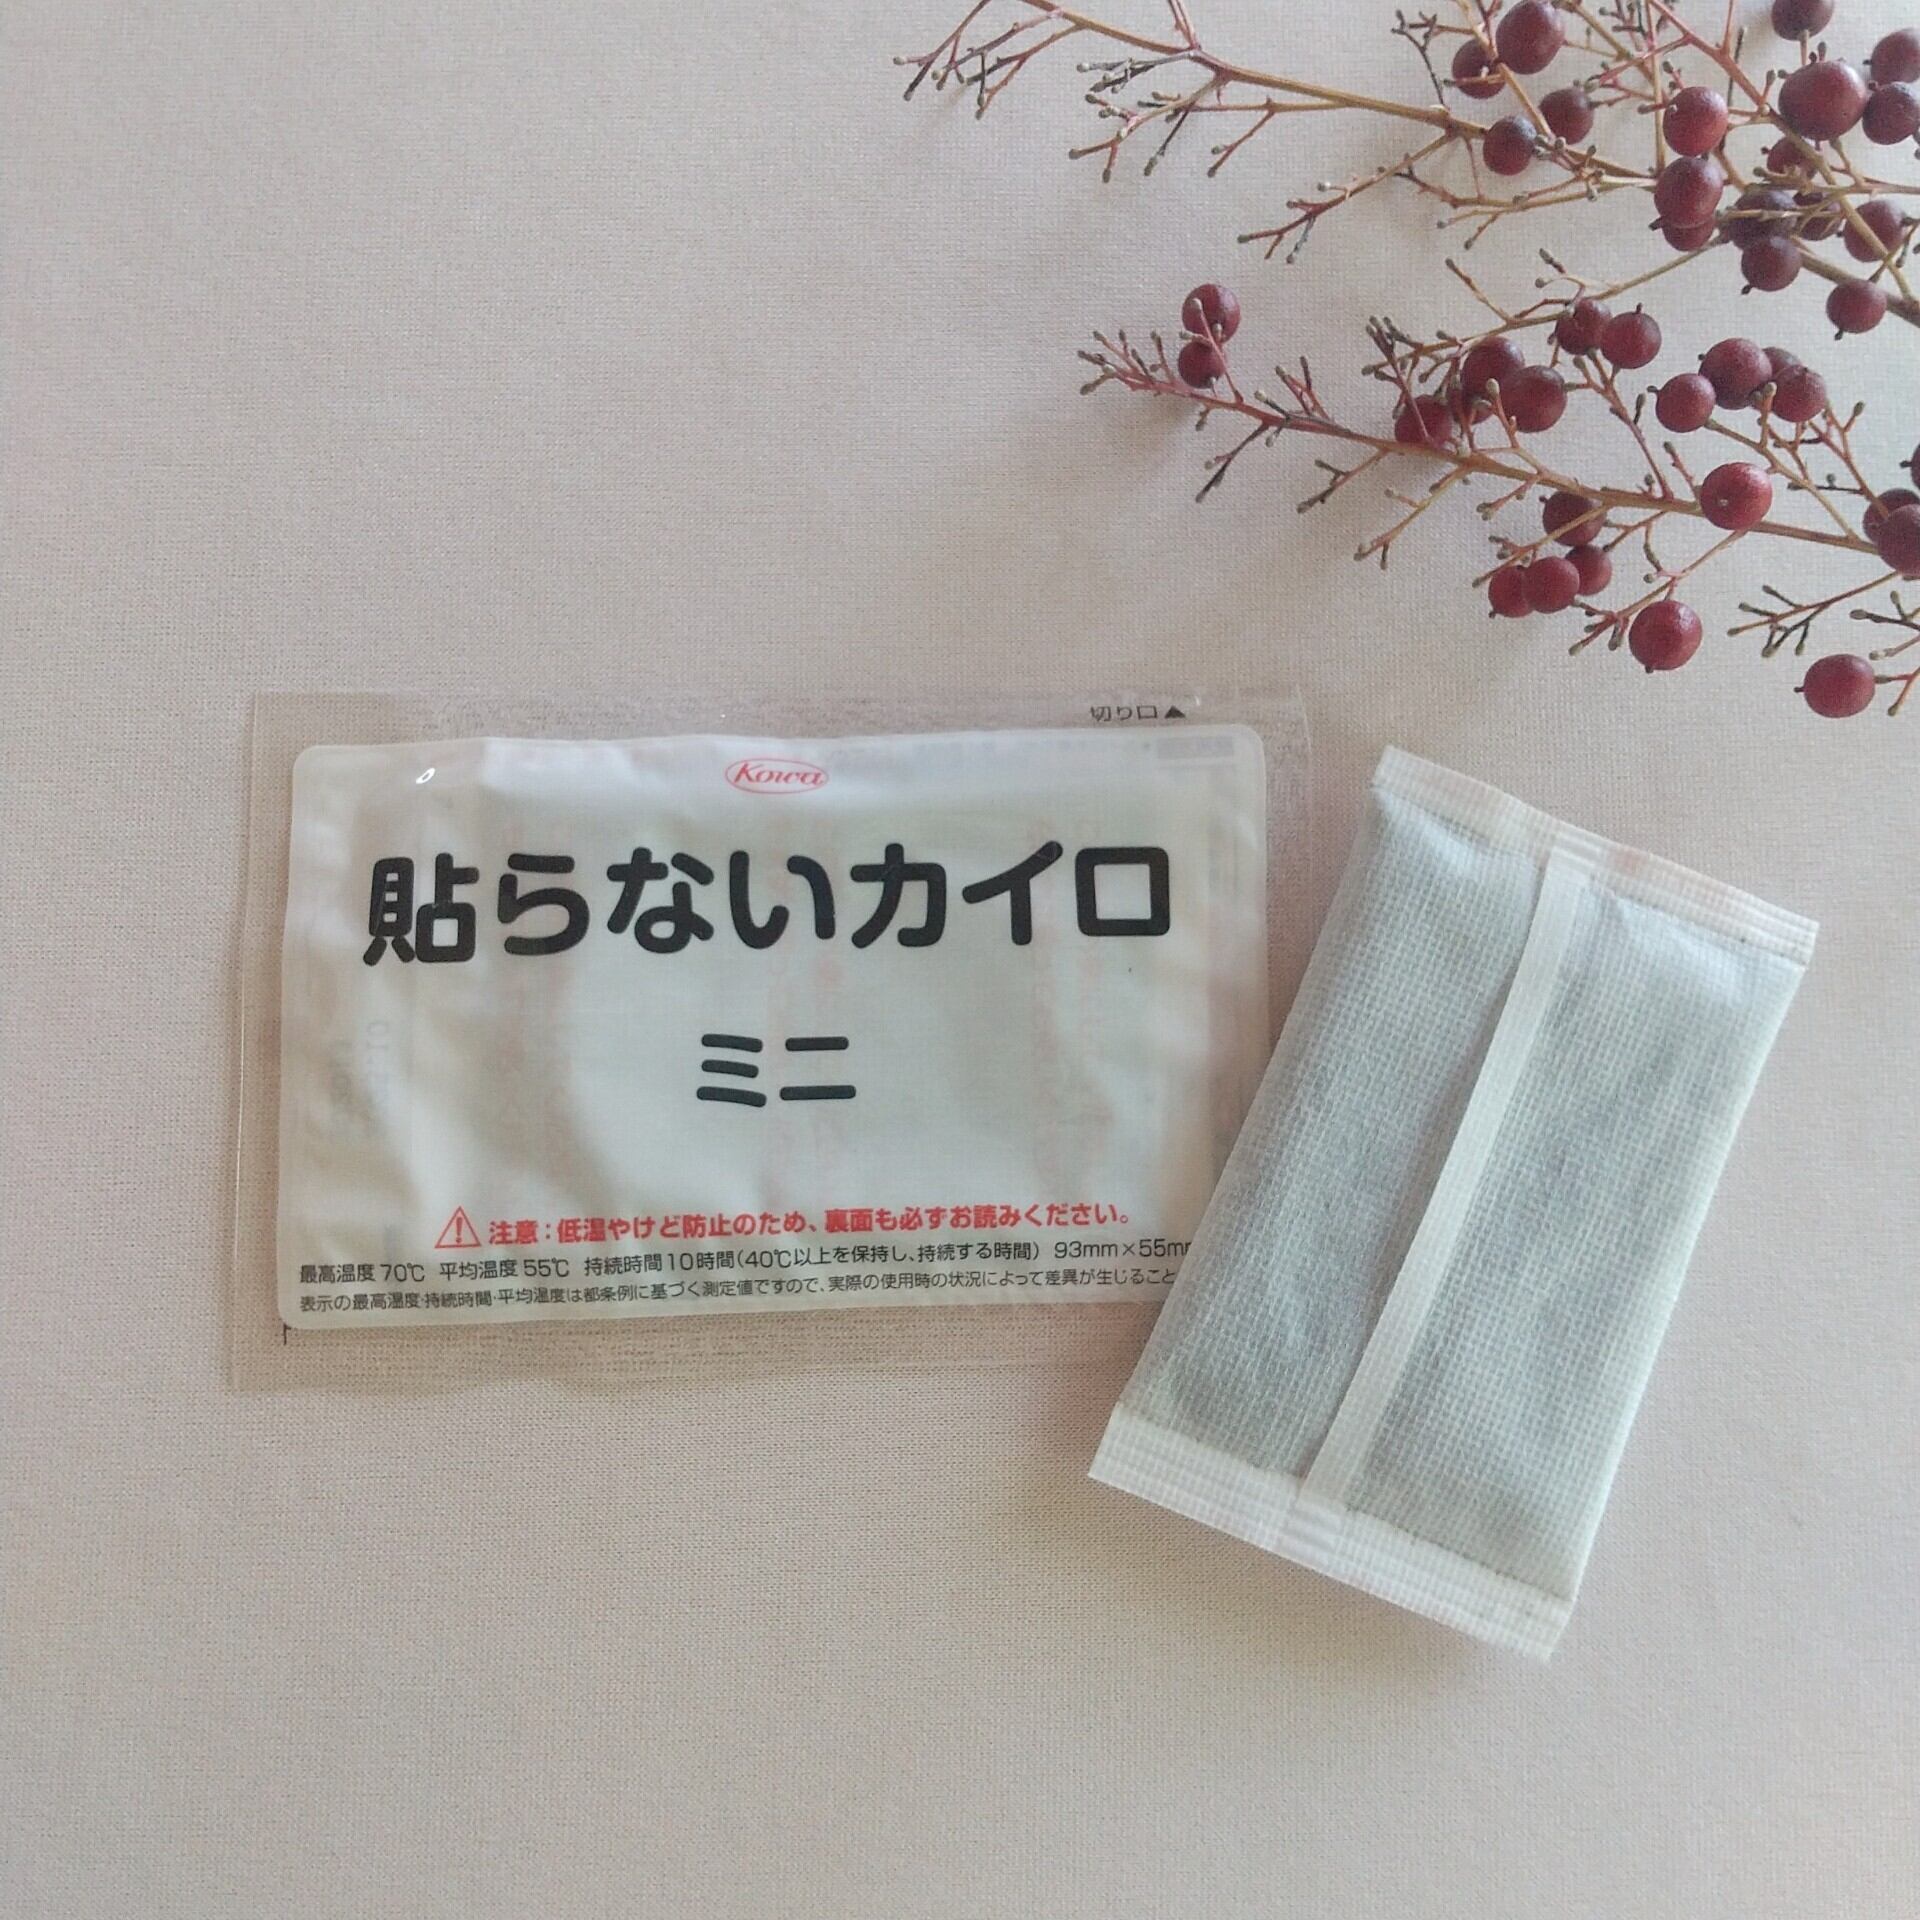 切り口▲
Kowa
貼らないカイロ
ミニ
注意：低温やけど防止のため、裏面も必ずお読みください。
最高温度70℃ 平均温度55℃ 持続時間10時間（40℃以上を保持し、持続する時間） 93mm×55m
表示の最高温度・持続時間・平均温度は都条例に基づく測定値ですので、実際の使用時の状況によって差異が生じること